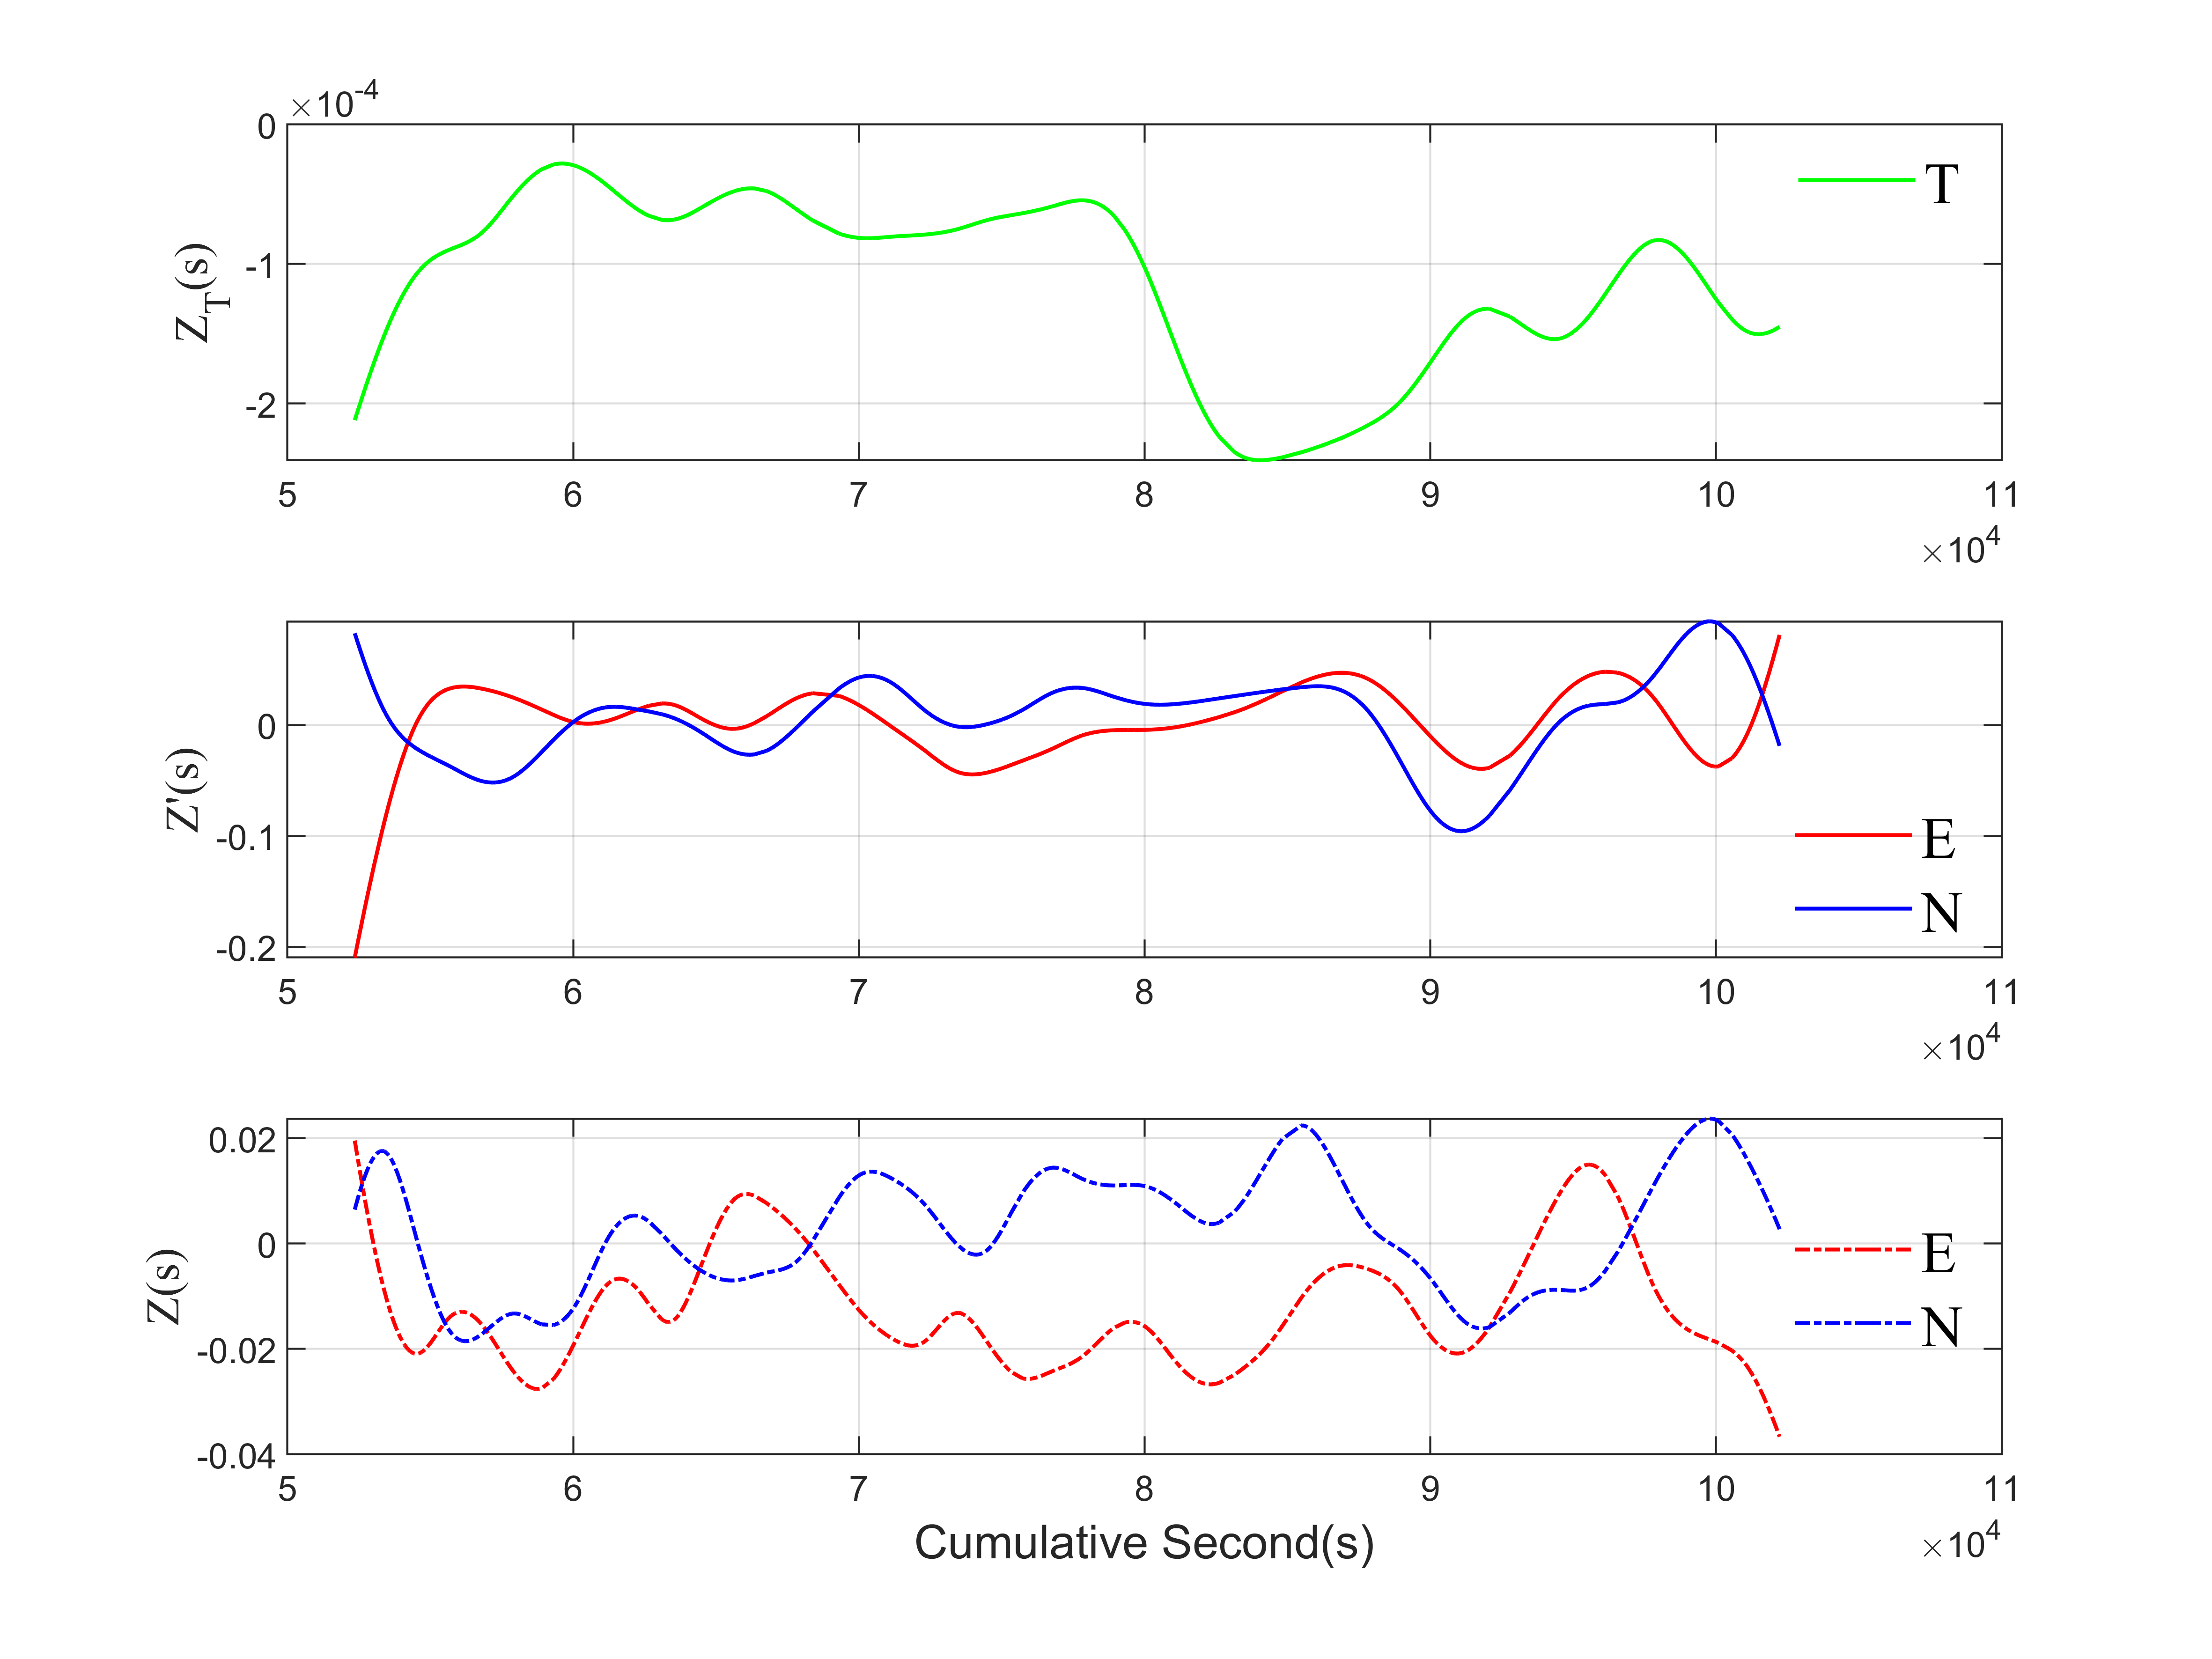 ×10-4
0
-1
-2
ZT(s)
T
5 6 7 8 9 10 11
×104
0
-0.1
-0.2
Z'(s)
E
N
5 6 7 8 9 10 11
×104
0.02
0
-0.02
-0.04
Z(s)
E
N
5 6 7 8 9 10 11
Cumulative Second(s)
×104